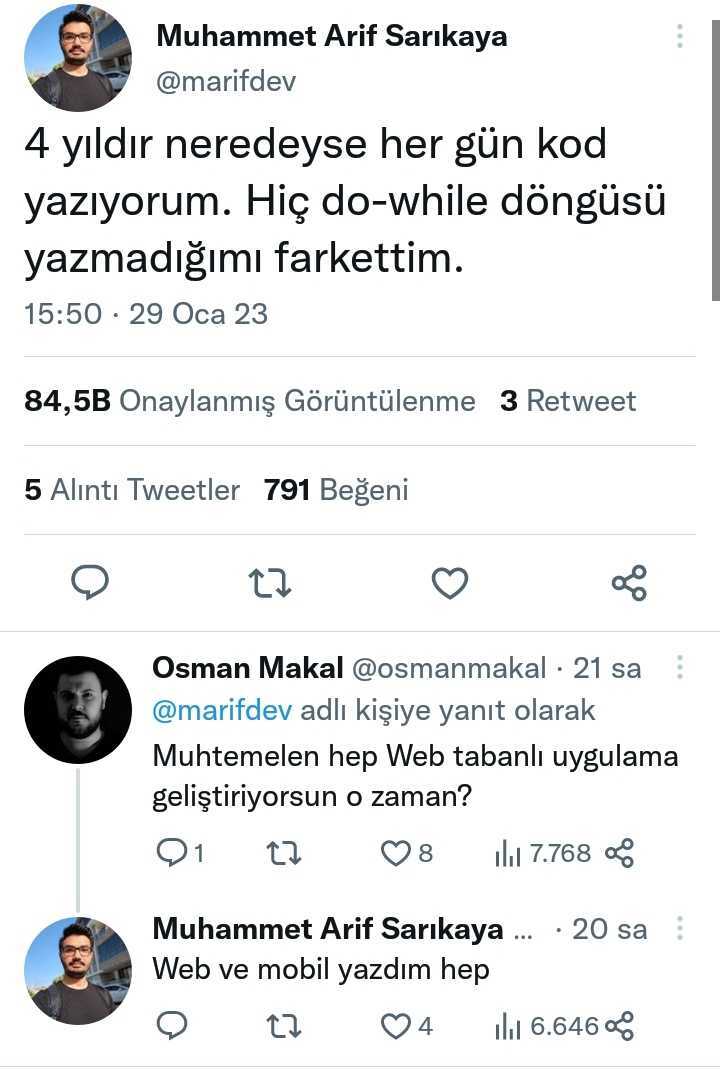 Muhammet Arif Sarıkaya
@marifdev
4 yıldır neredeyse her gün kod
yazıyorum. Hiç do-while döngüsü
yazmadığımı farkettim.
15:50 · 29 Oca 23
84,5B Onaylanmış Görüntülenme 3 Retweet
5 Alıntı Tweetler 791 Beğeni
Osman Makal @osmanmakal · 21 sa
@marifdev adlı kişiye yanıt olarak
Muhtemelen hep Web tabanlı uygulama
geliştiriyorsun o zaman?
1 8 7.768
Muhammet Arif Sarıkaya ... · 20 sa
Web ve mobil yazdım hep
4 6.646